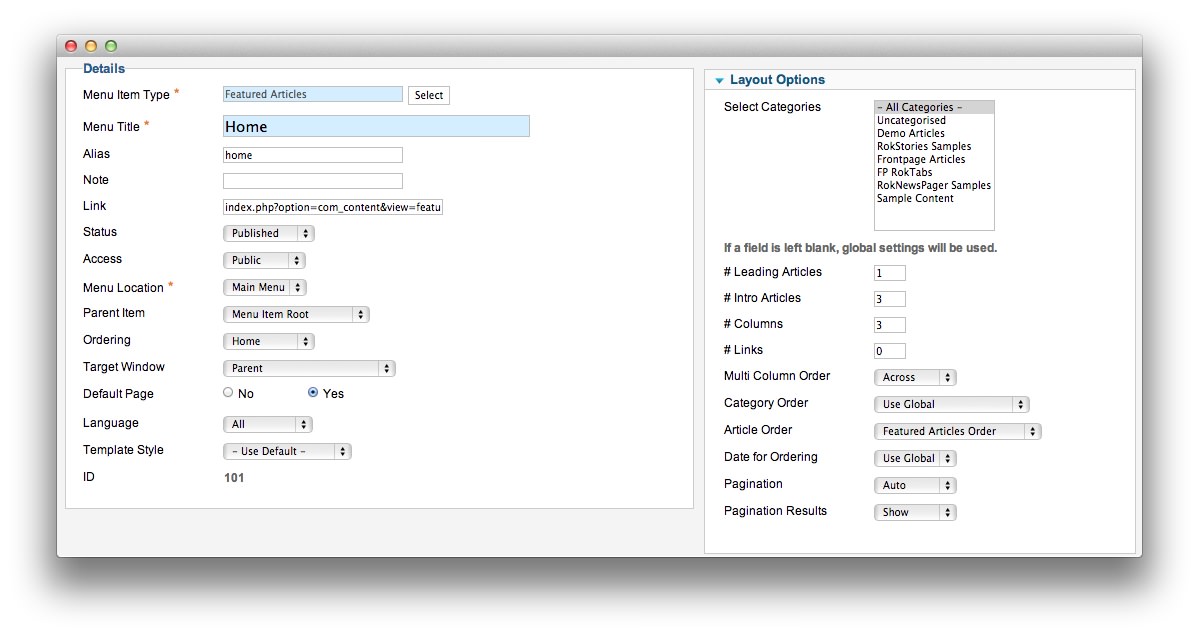 Details
Menu Item Type *
Featured Articles
Select
Menu Title *
Home
Alias
home
Note
Link
index.php?option=com_content&view=featu
Status
Published
Access
Public
Menu Location *
Main Menu
Parent Item
Menu Item Root
Ordering
Home
Target Window
Parent
Default Page
No
Yes
Language
All
Template Style
- Use Default -
ID
101
Layout Options
Select Categories
- All Categories -
Uncategorised
Demo Articles
RokStories Samples
Frontpage Articles
FP RokTabs
RokNewsPager Samples
Sample Content
If a field is left blank, global settings will be used.
# Leading Articles
1
# Intro Articles
3
# Columns
3
# Links
0
Multi Column Order
Across
Category Order
Use Global
Article Order
Featured Articles Order
Date for Ordering
Use Global
Pagination
Auto
Pagination Results
Show